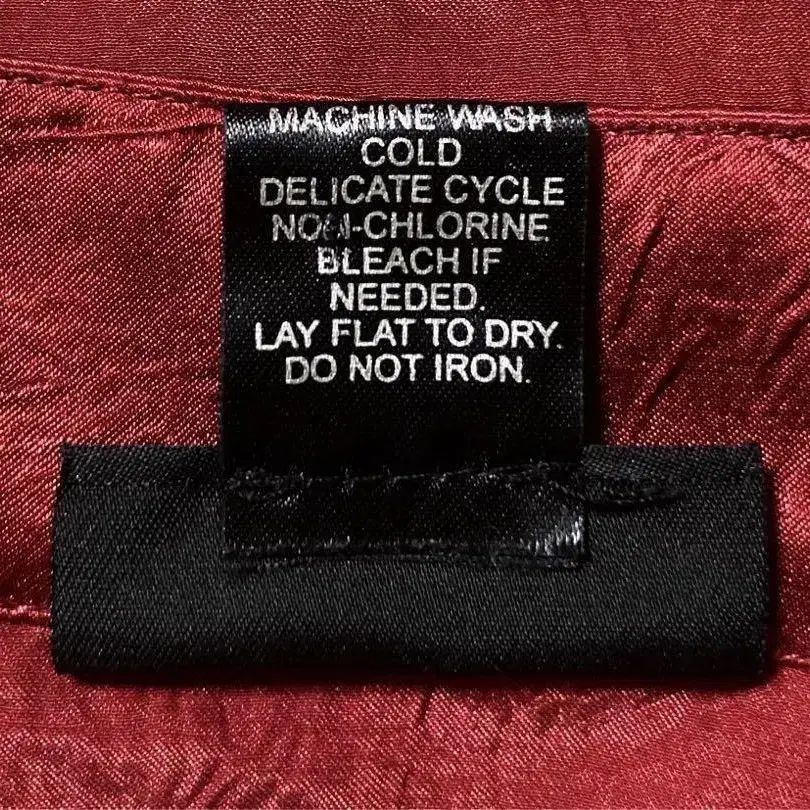 MACHINE WASH
COLD
DELICATE CYCLE
NON-CHLORINE
BLEACH IF
NEEDED.
LAY FLAT TO DRY.
DO NOT IRON.